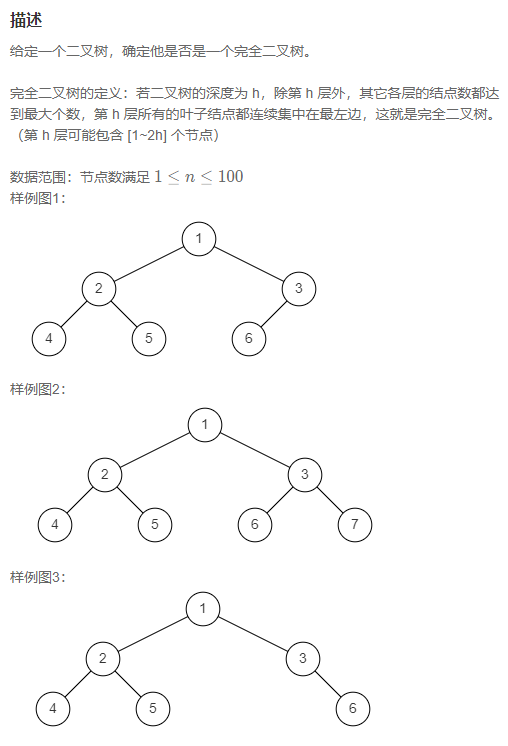 描述
给定一个二叉树，确定他是否是一个完全二叉树。
完全二叉树的定义：若二叉树的深度为 h，除第 h 层外，其它各层的结点数都达
到最大个数，第 h 层所有的叶子结点都连续集中在最左边，这就是完全二叉树。
（第 h 层可能包含 [1~2h] 个节点）
数据范围：节点数满足 1 ≤ n ≤ 100
样例图1：
1
2 3
4 5 6
样例图2：
1
2 3
4 5 6 7
样例图3：
1
2 3
4 5 6